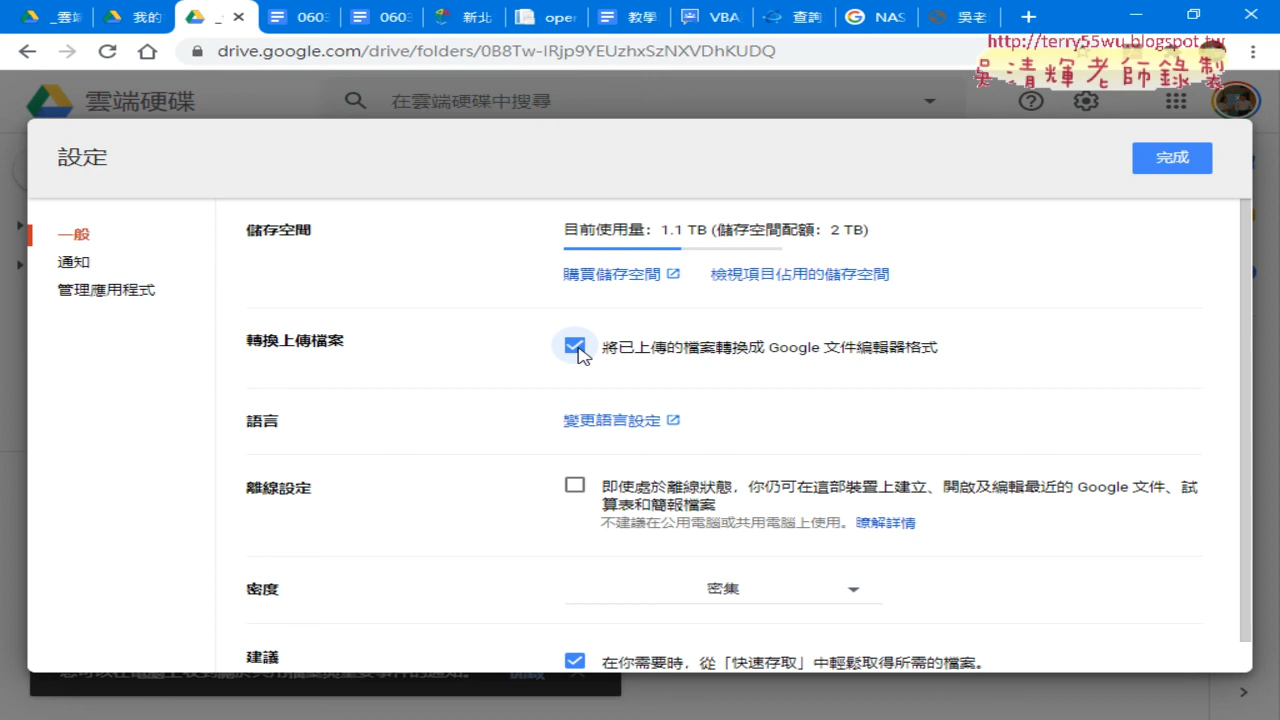 _雲端
我的
_
0603
0603
新北
oper
教學
VBA
查詢
NAS
吳老
drive.google.com/drive/folders/0B8Tw-IRjp9YEUzhxSzNXVDhKUDQ
http://terry55wu.blogspot.tw
吳清輝老師錄製
雲端硬碟
在雲端硬碟中搜尋
設定
完成
一般
通知
管理應用程式
儲存空間
目前使用量：1.1 TB (儲存空間配額：2 TB)
購買儲存空間
檢視項目佔用的儲存空間
轉換上傳檔案
將已上傳的檔案轉換成 Google 文件編輯器格式
語言
變更語言設定
離線設定
即使處於離線狀態，你仍可在這部裝置上建立、開啟及編輯最近的 Google 文件、試
算表和簡報檔案
不建議在公用電腦或共用電腦上使用。瞭解詳情
密度
密集
建議
在你需要時，從「快速存取」中輕鬆取得所需的檔案。